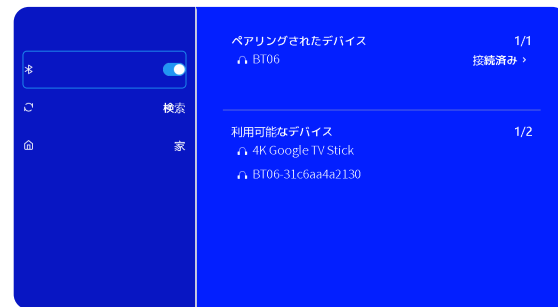 検索
家
ペアリングされたデバイス 1/1
BT06 接続済み ›
利用可能なデバイス 1/2
4K Google TV Stick
BT06-31c6aa4a2130